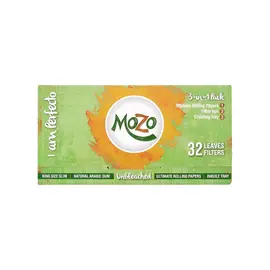 I am Perfecto
MOZO
3-in-1 Pack
32 LEAVES
FILTERS
KING SIZE SLIM | NATURAL ARABIC GUM | Unbleached | ULTIMATE ROLLING PAPERS | INBUILT TRAY